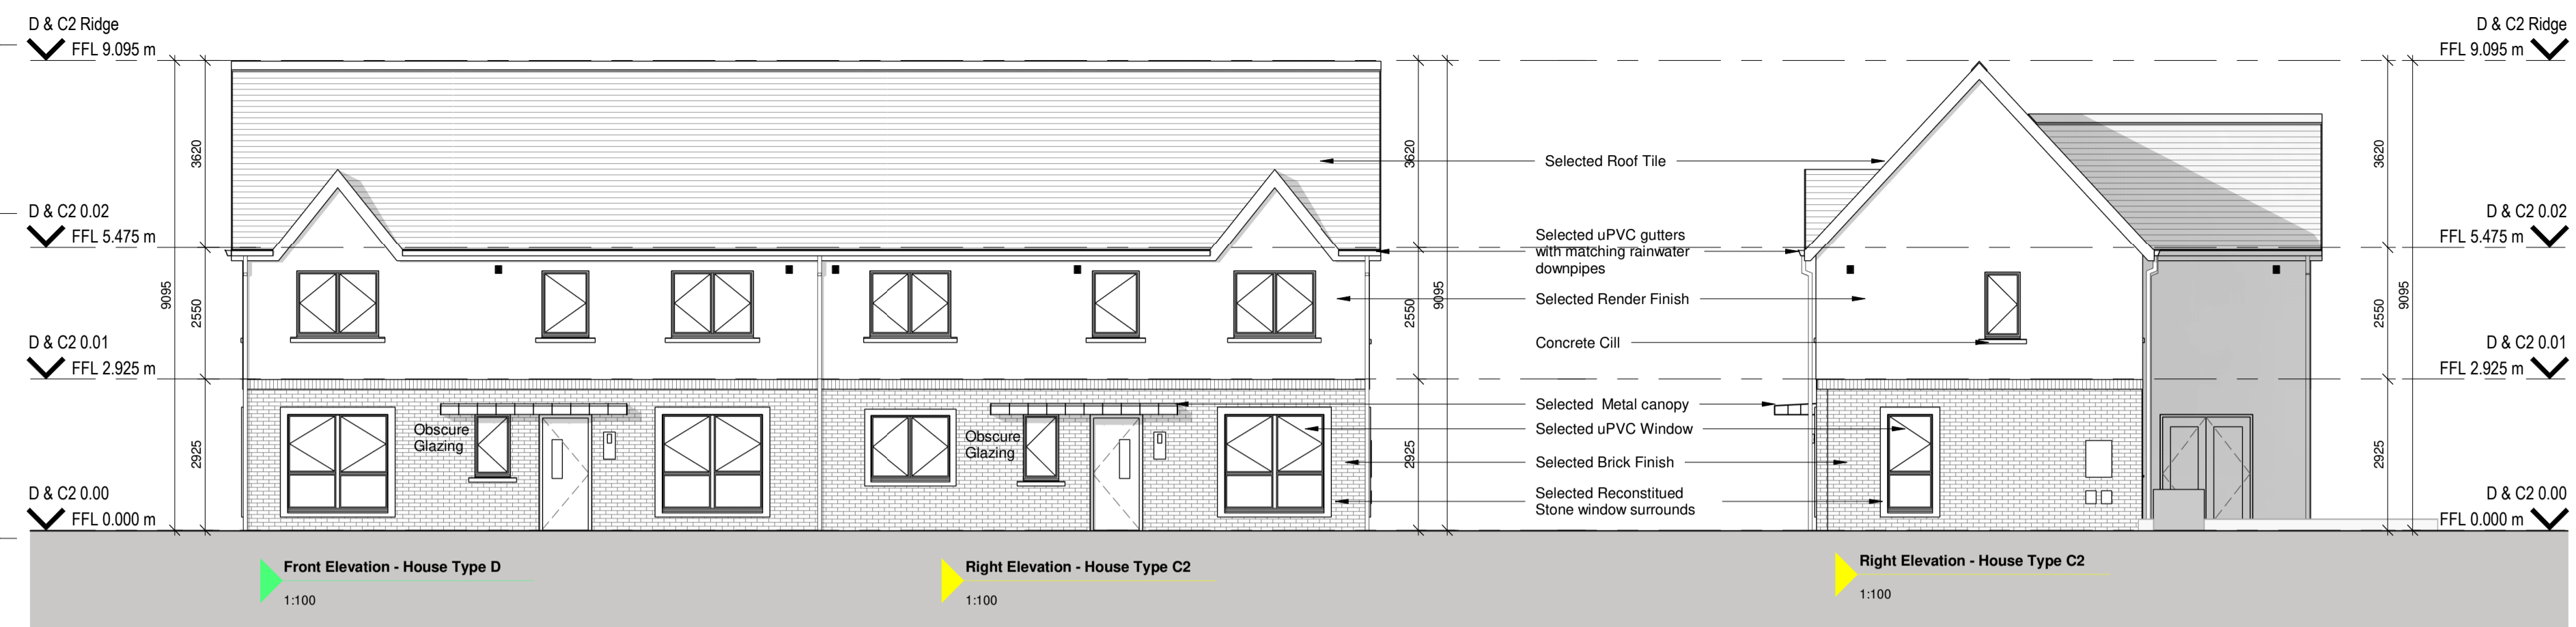 D & C2 Ridge
FFL 9.095 m
D & C2 0.02
FFL 5.475 m
D & C2 0.01
FFL 2.925 m
D & C2 0.00
FFL 0.000 m
9095
3620
2550
2925
Obscure
Glazing
Obscure
Glazing
3620
2550
2925
9095
Selected Roof Tile
Selected uPVC gutters
with matching rainwater
downpipes
Selected Render Finish
Concrete Cill
Selected Metal canopy
Selected uPVC Window
Selected Brick Finish
Selected Reconstitued
Stone window surrounds
3620
2550
2925
9095
D & C2 Ridge
FFL 9.095 m
D & C2 0.02
FFL 5.475 m
D & C2 0.01
FFL 2.925 m
D & C2 0.00
FFL 0.000 m
Front Elevation - House Type D
1:100
Right Elevation - House Type C2
1:100
Right Elevation - House Type C2
1:100